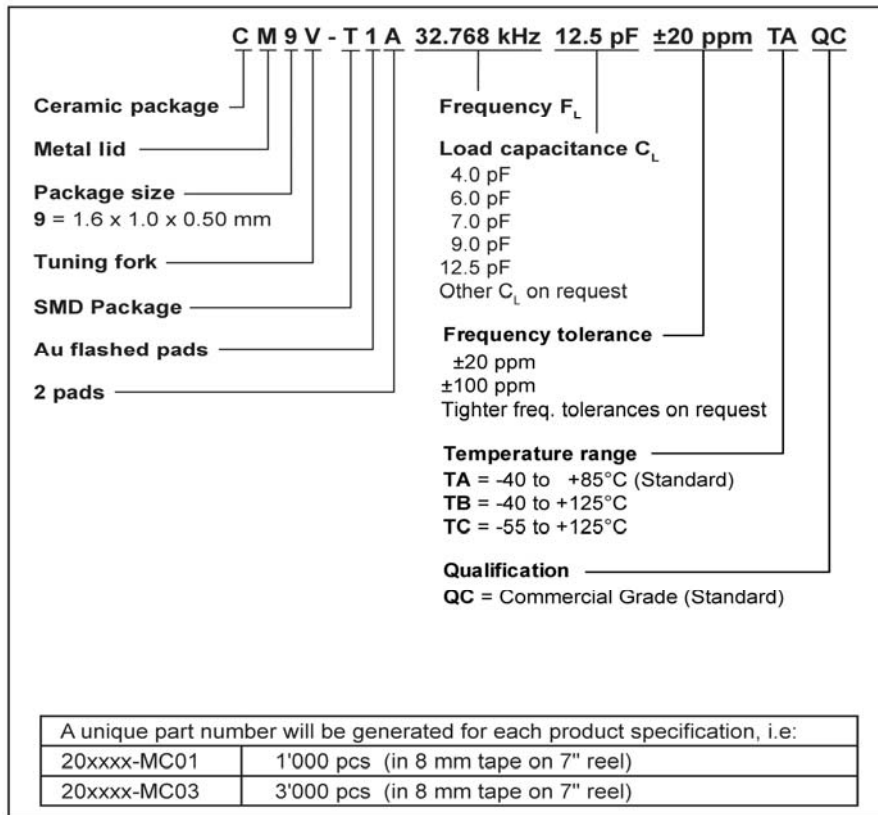 C M 9 V - T 1 A 32.768 kHz 12.5 pF ±20 ppm TA QC
Ceramic package
Metal lid
Package size
9 = 1.6 x 1.0 x 0.50 mm
Tuning fork
SMD Package
Au flashed pads
2 pads
Frequency F_L
Load capacitance C_L
4.0 pF
6.0 pF
7.0 pF
9.0 pF
12.5 pF
Other C_L on request
Frequency tolerance
±20 ppm
±100 ppm
Tighter freq. tolerances on request
Temperature range
TA = -40 to +85°C (Standard)
TB = -40 to +125°C
TC = -55 to +125°C
Qualification
QC = Commercial Grade (Standard)
A unique part number will be generated for each product specification, i.e:
20xxxx-MC01 1'000 pcs (in 8 mm tape on 7" reel)
20xxxx-MC03 3'000 pcs (in 8 mm tape on 7" reel)